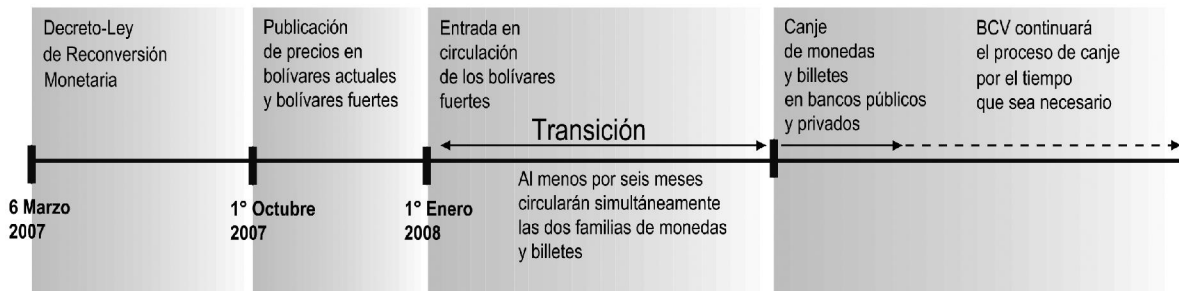 Decreto-Ley
de Reconversión
Monetaria
Publicación
de precios en
bolívares actuales
y bolívares fuertes
Entrada en
circulación
de los bolívares
fuertes
Transición
Canje
de monedas
y billetes
en bancos públicos
y privados
BCV continuará
el proceso de canje
por el tiempo
que sea necesario
6 Marzo
2007
1° Octubre
2007
1° Enero
2008
Al menos por seis meses
circularán simultáneamente
las dos familias de monedas
y billetes